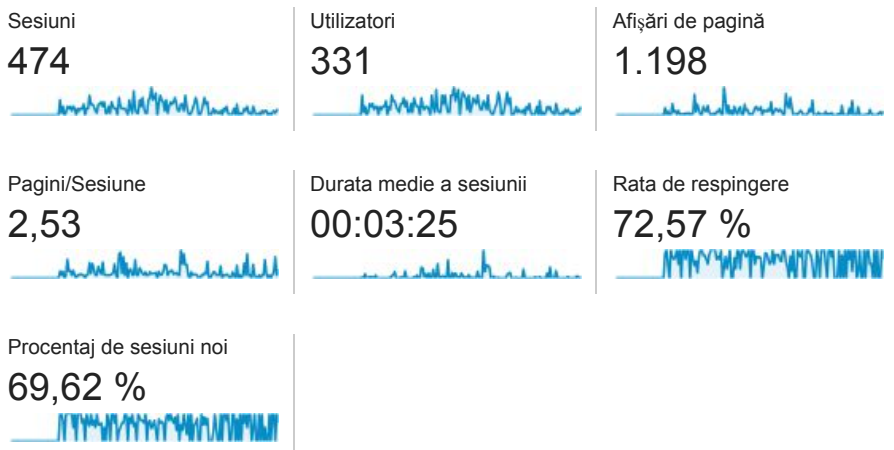 Sesiuni
474
Utilizatori
331
Afișări de pagină
1.198
Pagini/Sesiune
2,53
Durata medie a sesiunii
00:03:25
Rata de respingere
72,57 %
Procentaj de sesiuni noi
69,62 %